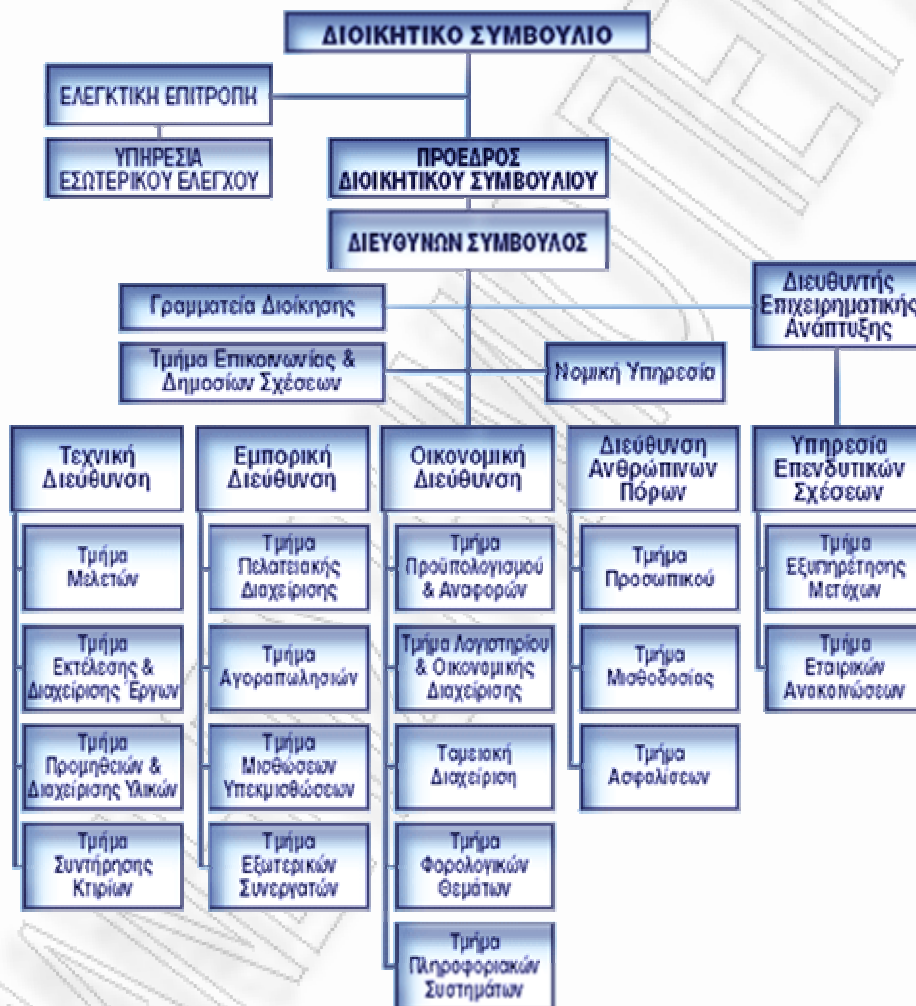 ΔΙΟΙΚΗΤΙΚΟ ΣΥΜΒΟΥΛΙΟ
ΕΛΕΓΚΤΙΚΗ ΕΠΙΤΡΟΠΗ
ΥΠΗΡΕΣΙΑ
ΕΣΩΤΕΡΙΚΟΥ ΕΛΕΓΧΟΥ
ΠΡΟΕΔΡΟΣ
ΔΙΟΙΚΗΤΙΚΟΥ ΣΥΜΒΟΥΛΙΟΥ
ΔΙΕΥΘΥΝΩΝ ΣΥΜΒΟΥΛΟΣ
Γραμματεία Διοίκησης
Διευθυντής
Επιχειρηματικής
Ανάπτυξης
Τμήμα Επικοινωνίας &
Δημοσίων Σχέσεων
Νομική Υπηρεσία
Τεχνική
Διεύθυνση
Τμήμα
Μελετών
Τμήμα
Εκτέλεσης &
Διαχείρισης Έργων
Τμήμα
Προμηθειών &
Διαχείρισης Υλικών
Τμήμα
Συντήρησης
Κτιρίων
Εμπορική
Διεύθυνση
Τμήμα
Πελατειακής
Διαχείρισης
Τμήμα
Αγοραπωλησιών
Τμήμα
Μισθώσεων
Υπεκμισθώσεων
Τμήμα
Εξωτερικών
Συνεργατών
Οικονομική
Διεύθυνση
Τμήμα
Προϋπολογισμού
& Αναφορών
Τμήμα Λογιστηρίου
& Οικονομικής
Διαχείρισης
Ταμειακή
Διαχείριση
Τμήμα
Φορολογικών
Θεμάτων
Τμήμα
Πληροφοριακών
Συστημάτων
Διεύθυνση
Ανθρώπινων
Πόρων
Τμήμα
Προσωπικού
Τμήμα
Μισθοδοσίας
Τμήμα
Ασφαλίσεων
Υπηρεσία
Επενδυτικών
Σχέσεων
Τμήμα
Εξυπηρέτησης
Μετόχων
Τμήμα
Εταιρικών
Ανακοινώσεων